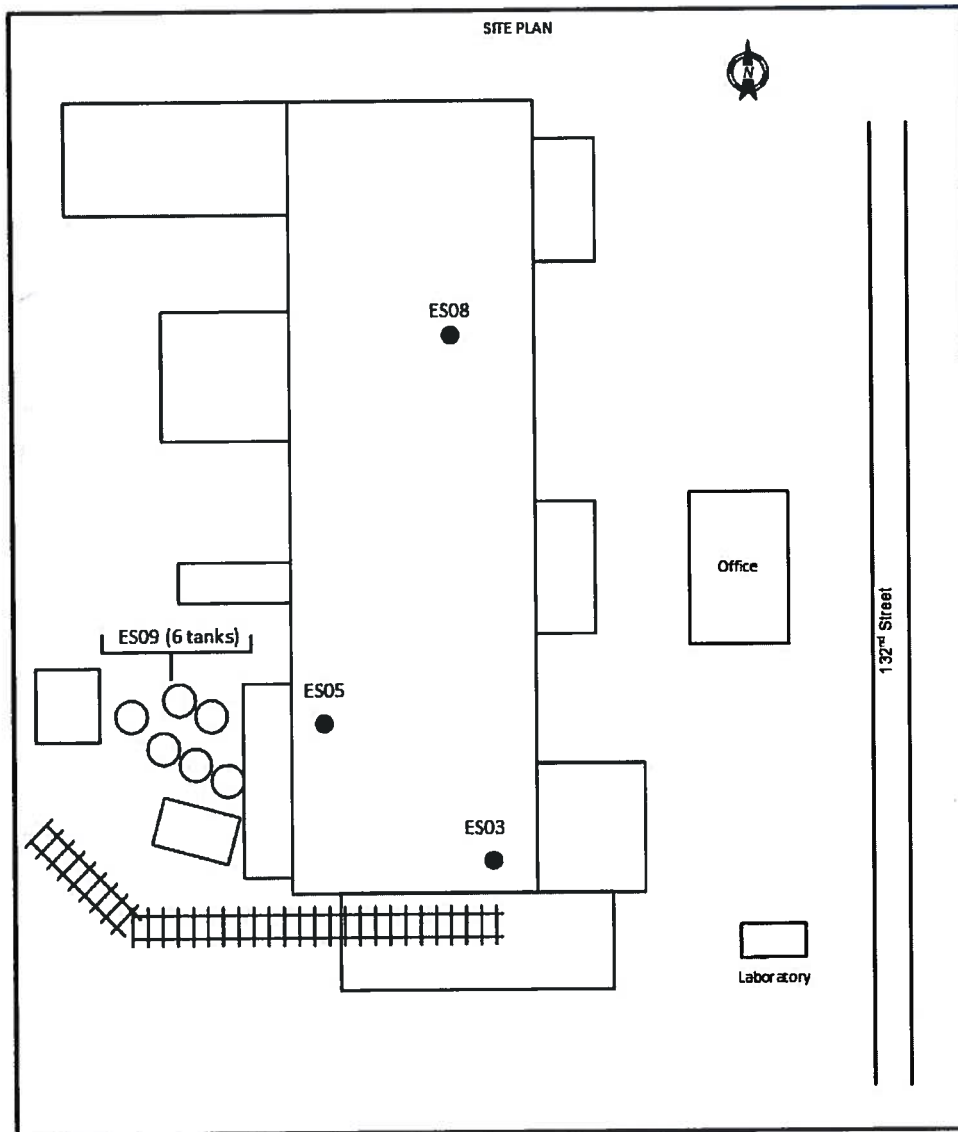 SITE PLAN
N
ES08
Office
132nd Street
ES09 (6 tanks)
ES05
ES03
Laboratory